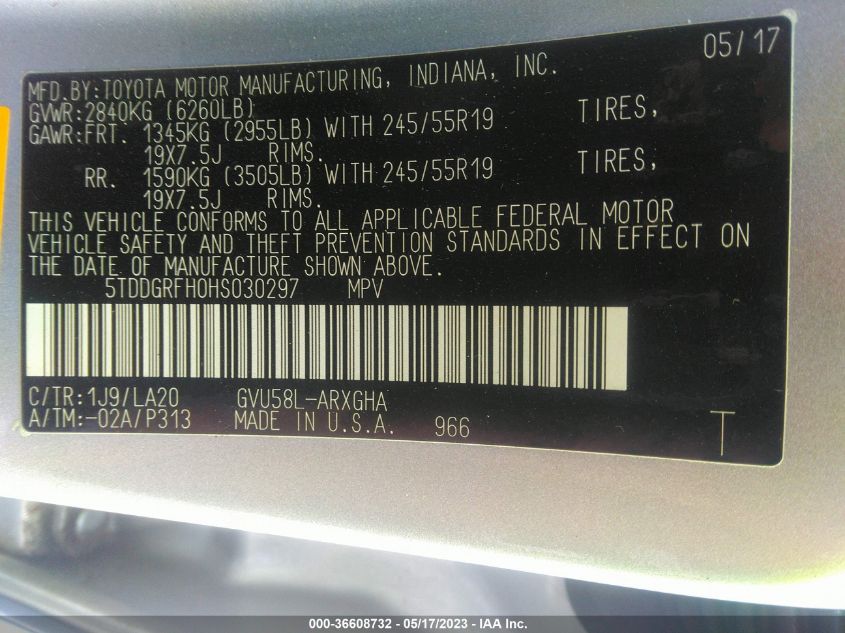 05/17
MFD.BY:TOYOTA MOTOR MANUFACTURING, INDIANA, INC.
GVWR:2840KG (6260LB)
GAWR:FRT. 1345KG (2955LB) WITH 245/55R19 TIRES,
19X7.5J RIMS.
RR. 1590KG (3505LB) WITH 245/55R19 TIRES,
19X7.5J RIMS.
THIS VEHICLE CONFORMS TO ALL APPLICABLE FEDERAL MOTOR
VEHICLE SAFETY AND THEFT PREVENTION STANDARDS IN EFFECT ON
THE DATE OF MANUFACTURE SHOWN ABOVE.
5TDDGRFH0HS030297 MPV
C/TR:1J9/LA20 GVU58L-ARXGHA
A/TM:-02A/P313 MADE IN U.S.A. 966 T
000-36608732 - 05/17/2023 - IAA Inc.